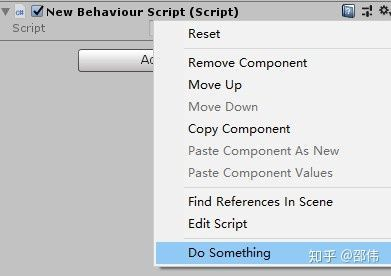 New Behaviour Script (Script)
Script
Ad
Reset
Remove Component
Move Up
Move Down
Copy Component
Paste Component As New
Paste Component Values
Find References In Scene
Edit Script
Do Something
知乎 @邵伟